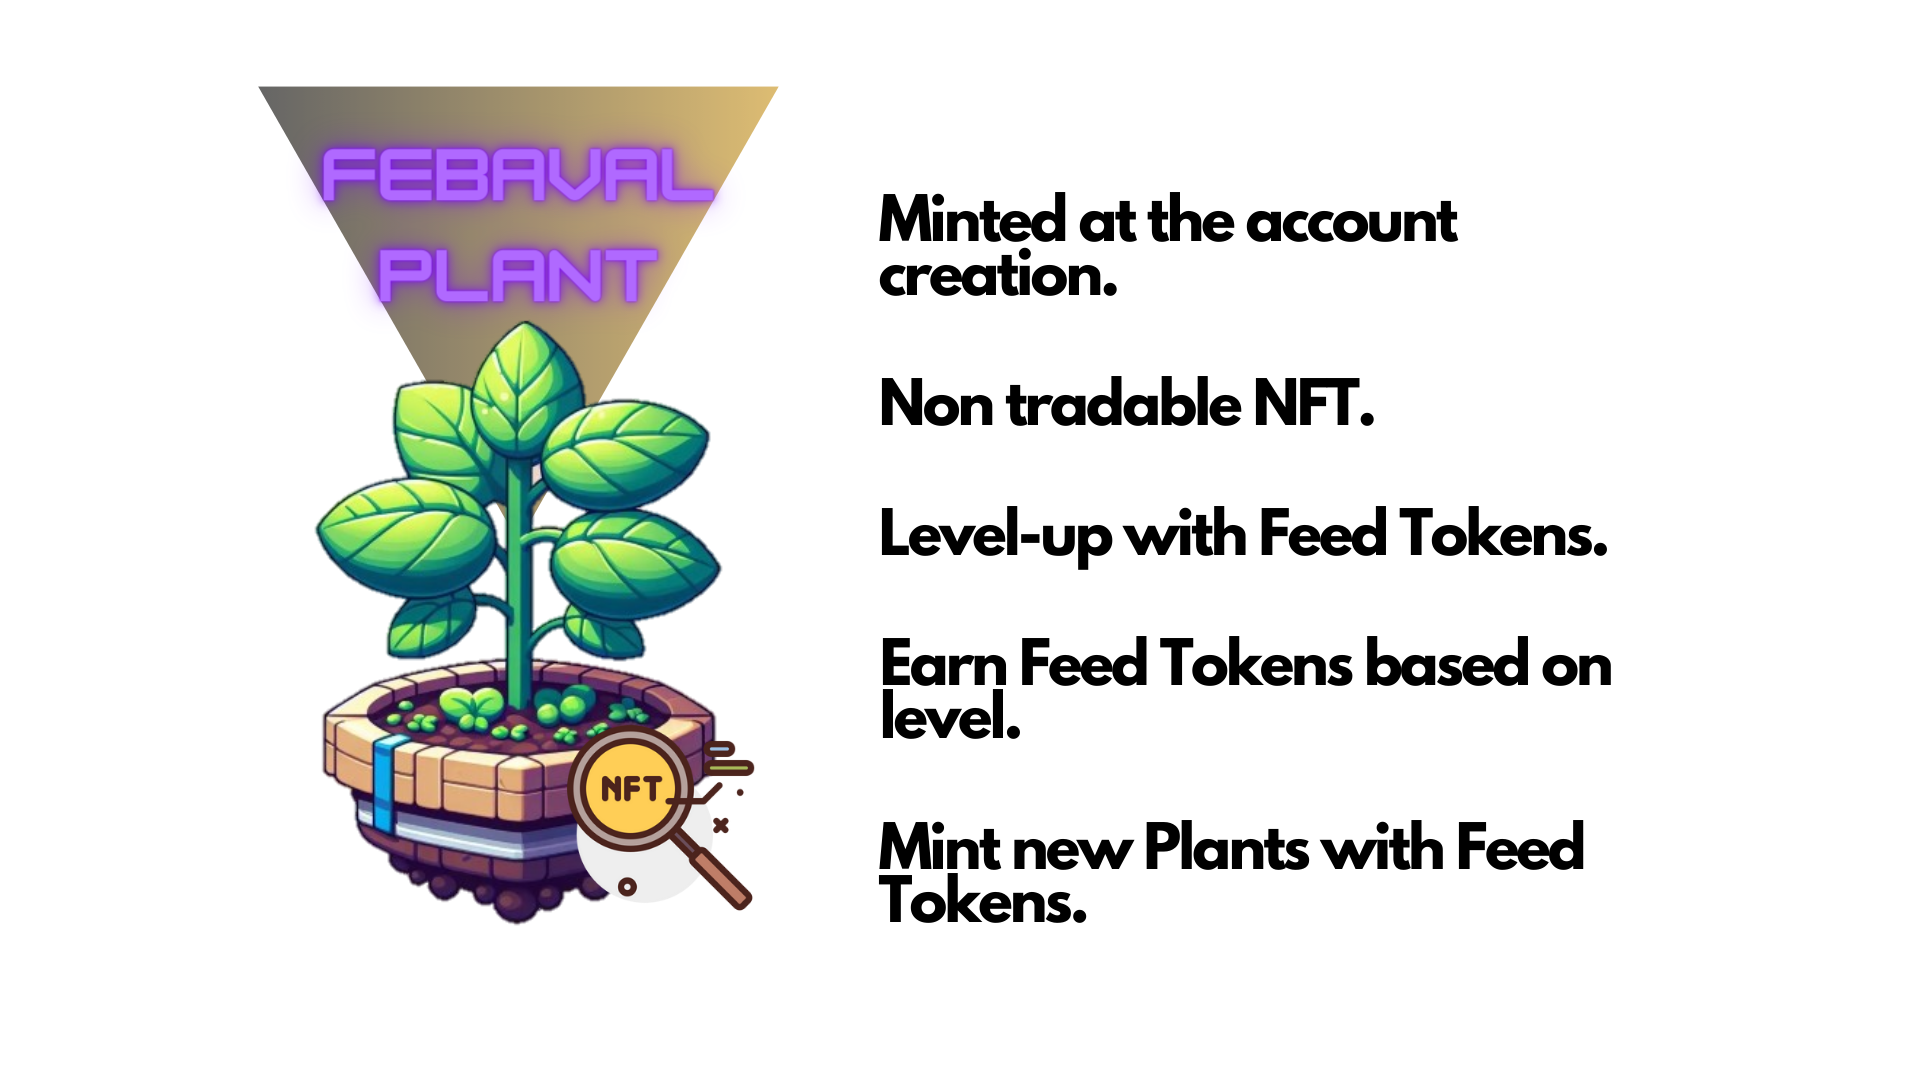 FEBAVAL
PLANT
NFT
Minted at the account
creation.
Non tradable NFT.
Level-up with Feed Tokens.
Earn Feed Tokens based on
level.
Mint new Plants with Feed
Tokens.